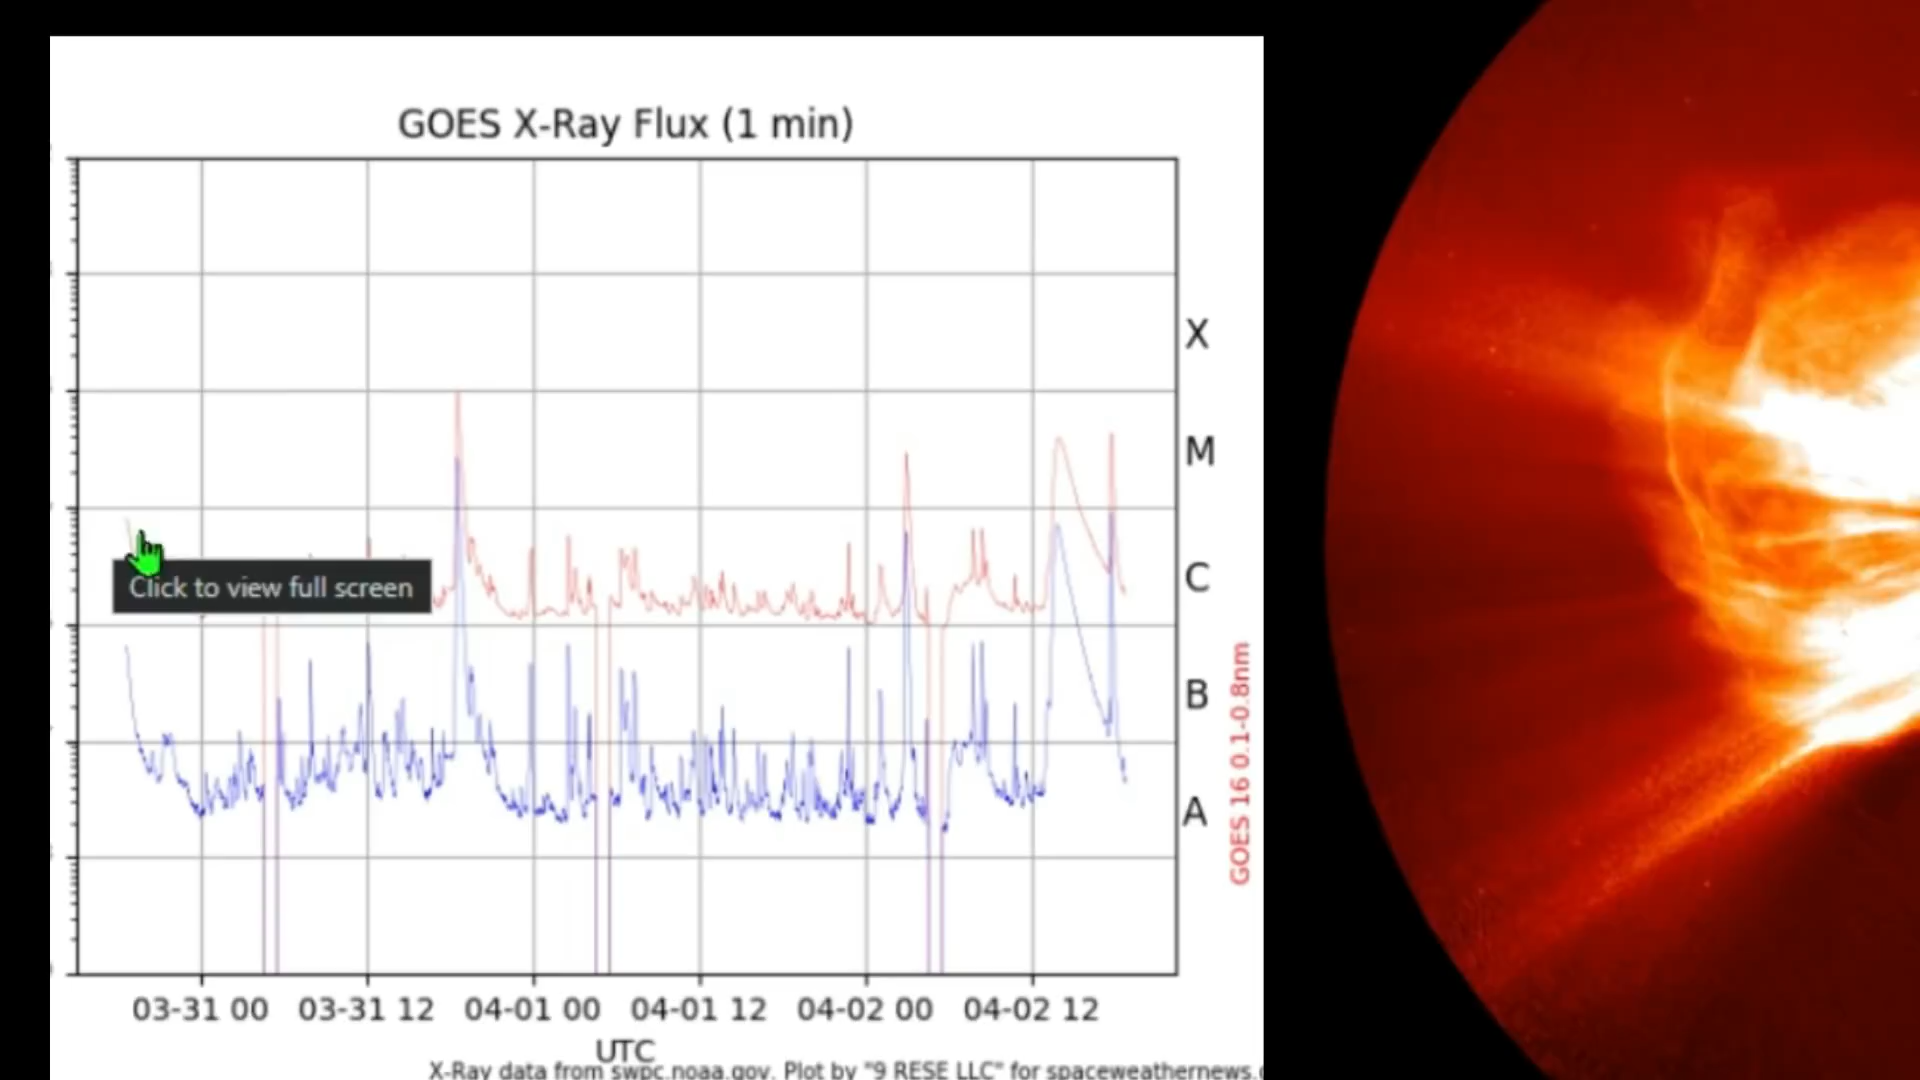 GOES X-Ray Flux (1 min)
X
M
C
B
A
Click to view full screen
GOES 16 0.1-0.8nm
03-31 00 03-31 12 04-01 00 04-01 12 04-02 00 04-02 12
UTC
X-Ray data from swpc.noaa.gov. Plot by "9 RESE LLC" for spaceweathernews.